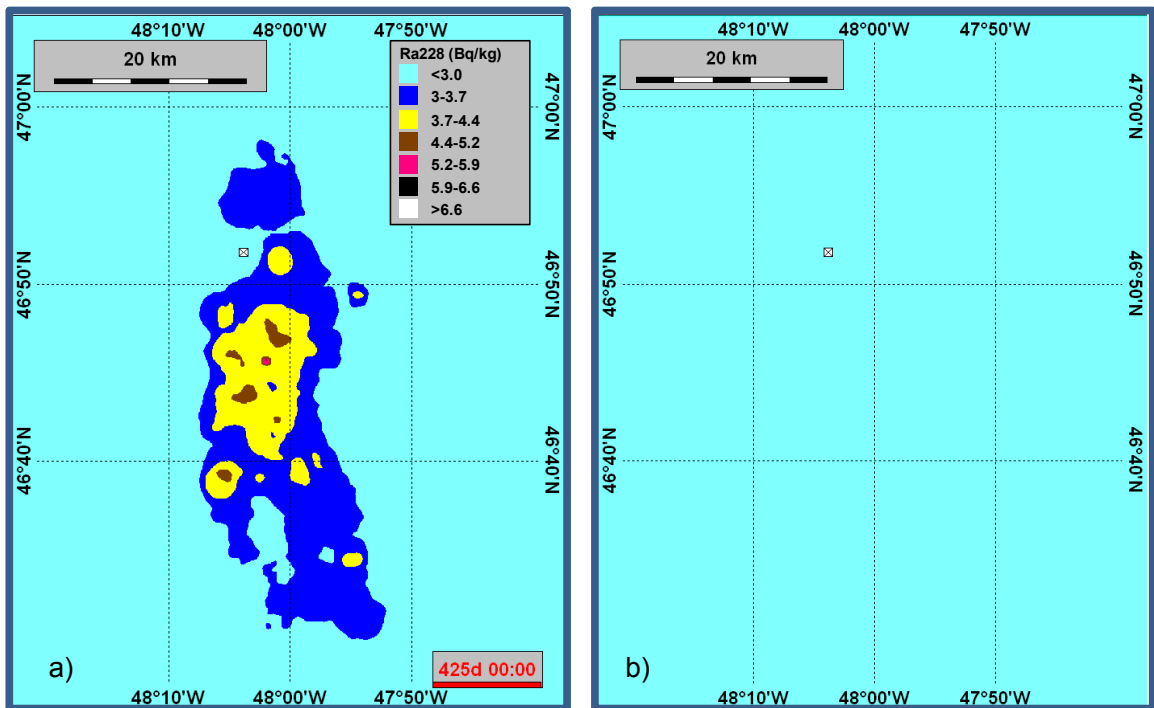 48°10'W 48°00'W 47°50'W
20 km
Ra228 (Bq/kg)
<3.0
3-3.7
3.7-4.4
4.4-5.2
5.2-5.9
5.9-6.6
>6.6
47°00'N 47°00'N
46°50'N 46°50'N
46°40'N 46°40'N
a)
425d 00:00
48°10'W 48°00'W 47°50'W
48°10'W 48°00'W 47°50'W
20 km
47°00'N 47°00'N
46°50'N 46°50'N
46°40'N 46°40'N
b)
48°10'W 48°00'W 47°50'W